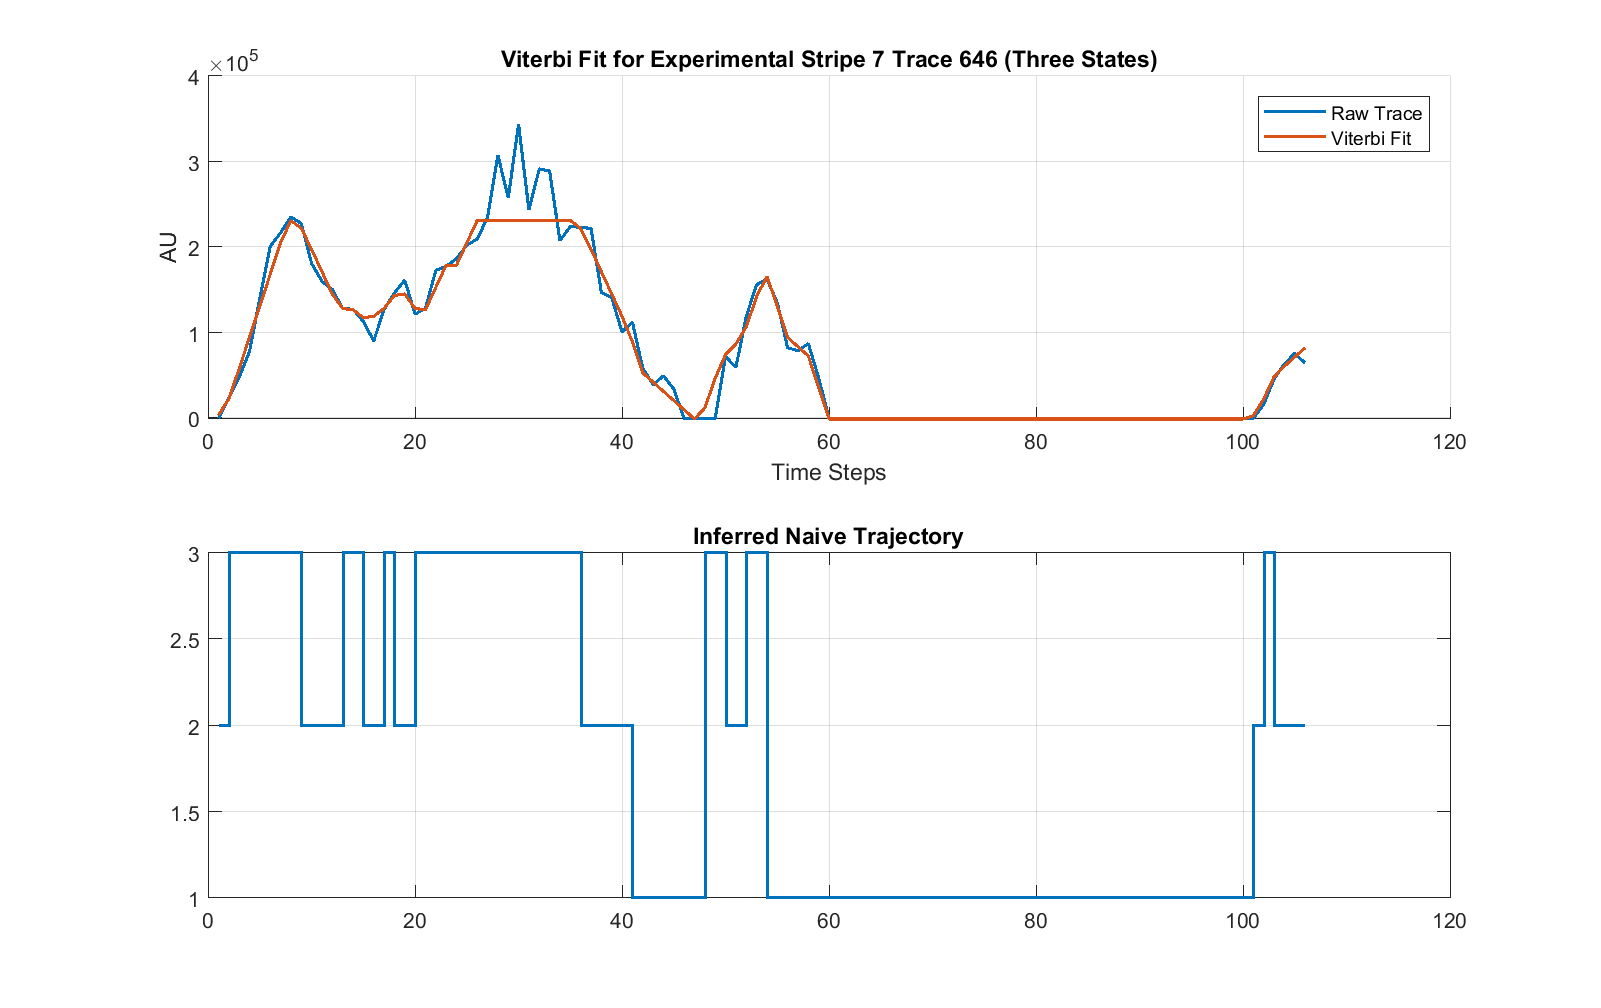 Viterbi Fit for Experimental Stripe 7 Trace 646 (Three States)
×10⁵
4
3
2
1
0
AU
Raw Trace
Viterbi Fit
0 20 40 60 80 100 120
Time Steps
Inferred Naive Trajectory
3
2.5
2
1.5
1
0 20 40 60 80 100 120